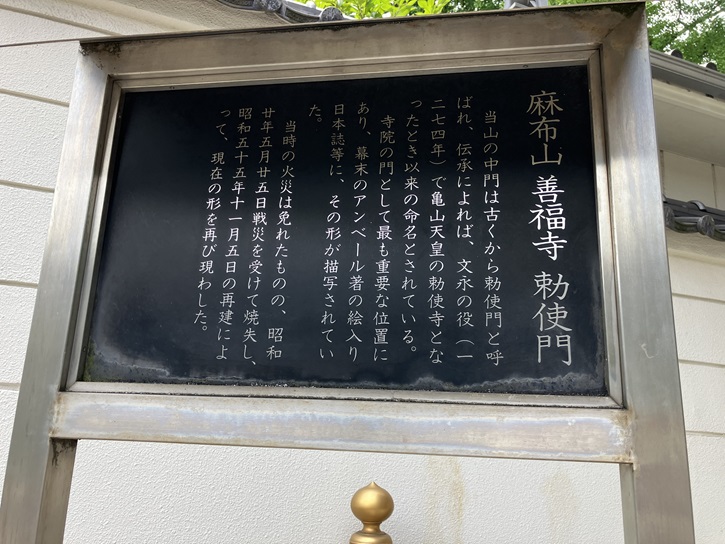 麻布山 善福寺 勅使門
当山の中門は古くから勅使門と呼
ばれ、伝承によれば、文永の役（一
二七四年）で亀山天皇の勅使寺とな
ったとき以来の命名とされている。
寺院の門として最も重要な位置に
あり、幕末のアンベール著の絵入り
日本誌等に、その形が描写されてい
た。
当時の火災は免れたものの、昭和
廿年五月廿五日戦災を受けて焼失し、
昭和五十五年十一月五日の再建によ
って、現在の形を再び現わした。